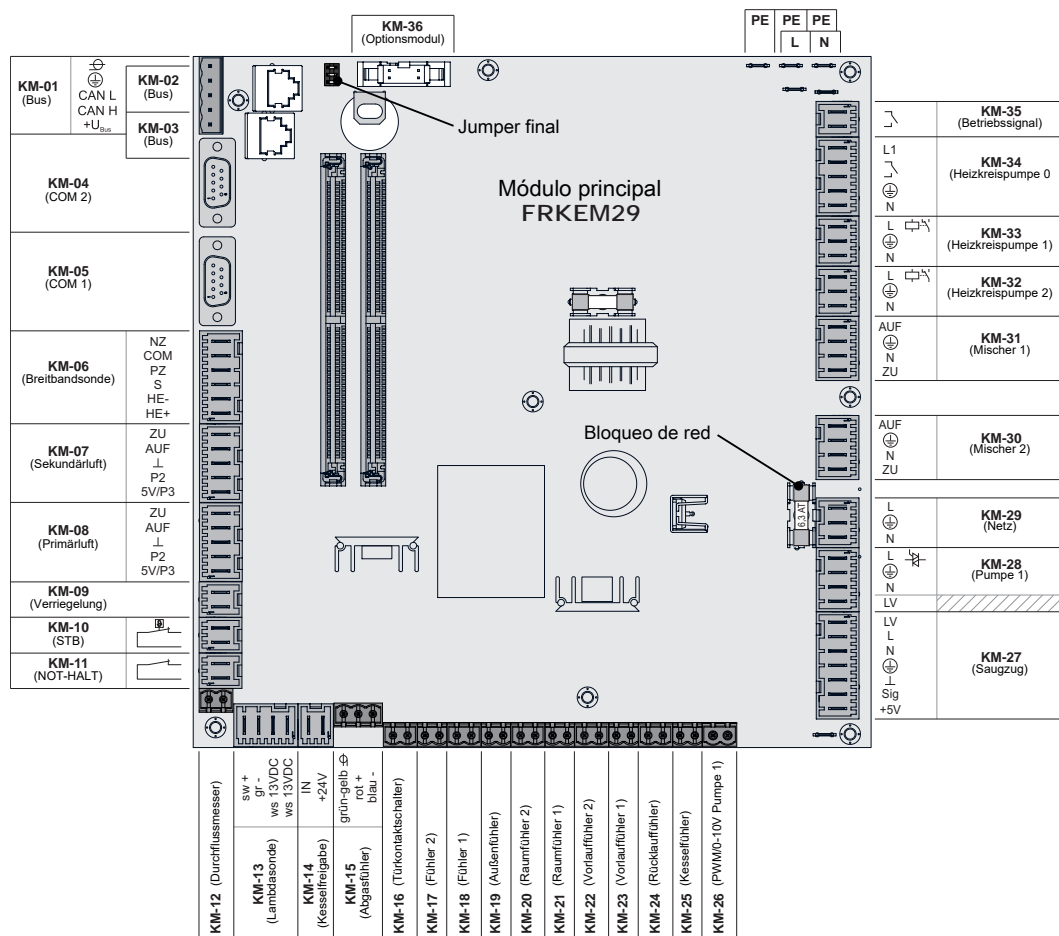 KM-36
(Optionsmodul)
PE PE PE
L N
KM-01
(Bus)
CAN L
CAN H
+UBus
KM-02
(Bus)
KM-03
(Bus)
KM-04
(COM 2)
KM-05
(COM 1)
KM-06
(Breitbandsonde)
NZ
COM
PZ
S
HE-
HE+
KM-07
(Sekundärluft)
ZU
AUF
⊥
P2
5V/P3
KM-08
(Primärluft)
ZU
AUF
⊥
P2
5V/P3
KM-09
(Verriegelung)
KM-10
(STB)
KM-11
(NOT-HALT)
Jumper final
Módulo principal
FRKEM29
Bloqueo de red
6,3 AT
KM-35
(Betriebssignal)
L1
N
KM-34
(Heizkreispumpe 0
L
N
KM-33
(Heizkreispumpe 1)
L
N
KM-32
(Heizkreispumpe 2)
AUF
N
ZU
KM-31
(Mischer 1)
AUF
N
ZU
KM-30
(Mischer 2)
L
N
KM-29
(Netz)
L
N
LV
KM-28
(Pumpe 1)
LV
L
N
⊥
Sig
+5V
KM-27
(Saugzug)
KM-12 (Durchflussmesser)
sw +
gr -
ws 13VDC
ws 13VDC
KM-13
(Lambdasonde)
IN
+24V
KM-14
(Kesselfreigabe)
grün-gelb
rot +
blau -
KM-15
(Abgasfühler)
KM-16 (Türkontaktschalter)
KM-17 (Fühler 2)
KM-18 (Fühler 1)
KM-19 (Außenfühler)
KM-20 (Raumfühler 2)
KM-21 (Raumfühler 1)
KM-22 (Vorlauffühler 2)
KM-23 (Vorlauffühler 1)
KM-24 (Rücklauffühler)
KM-25 (Kesselfühler)
KM-26 (PWM/0-10V Pumpe 1)